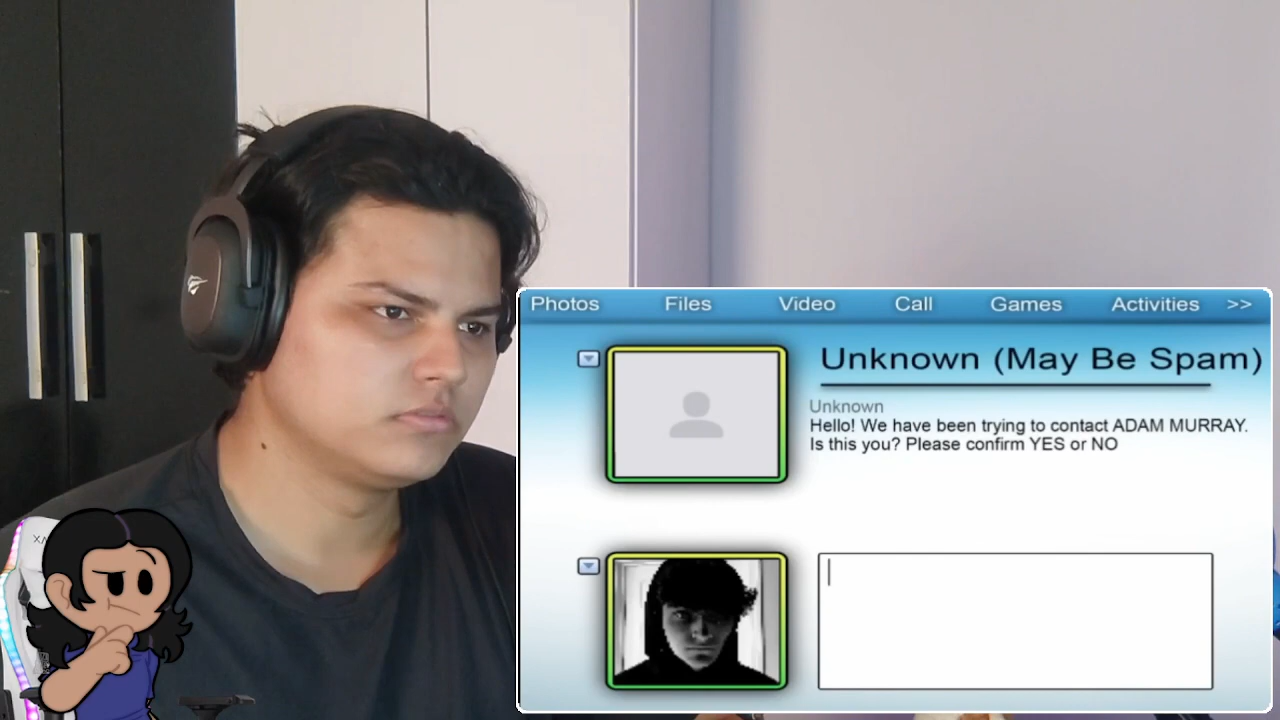 Photos Files Video Call Games Activities >>
Unknown (May Be Spam)
Unknown
Hello! We have been trying to contact ADAM MURRAY.
Is this you? Please confirm YES or NO